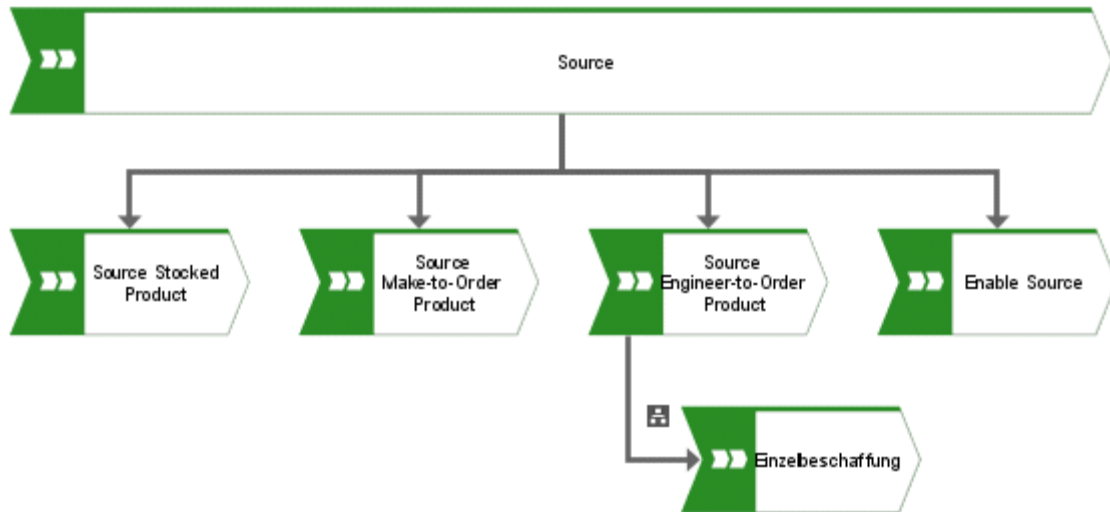 Source
Source Stocked
Product
Source
Make-to-Order
Product
Source
Engineer-to-Order
Product
Enable Source
Einzelbeschaffung